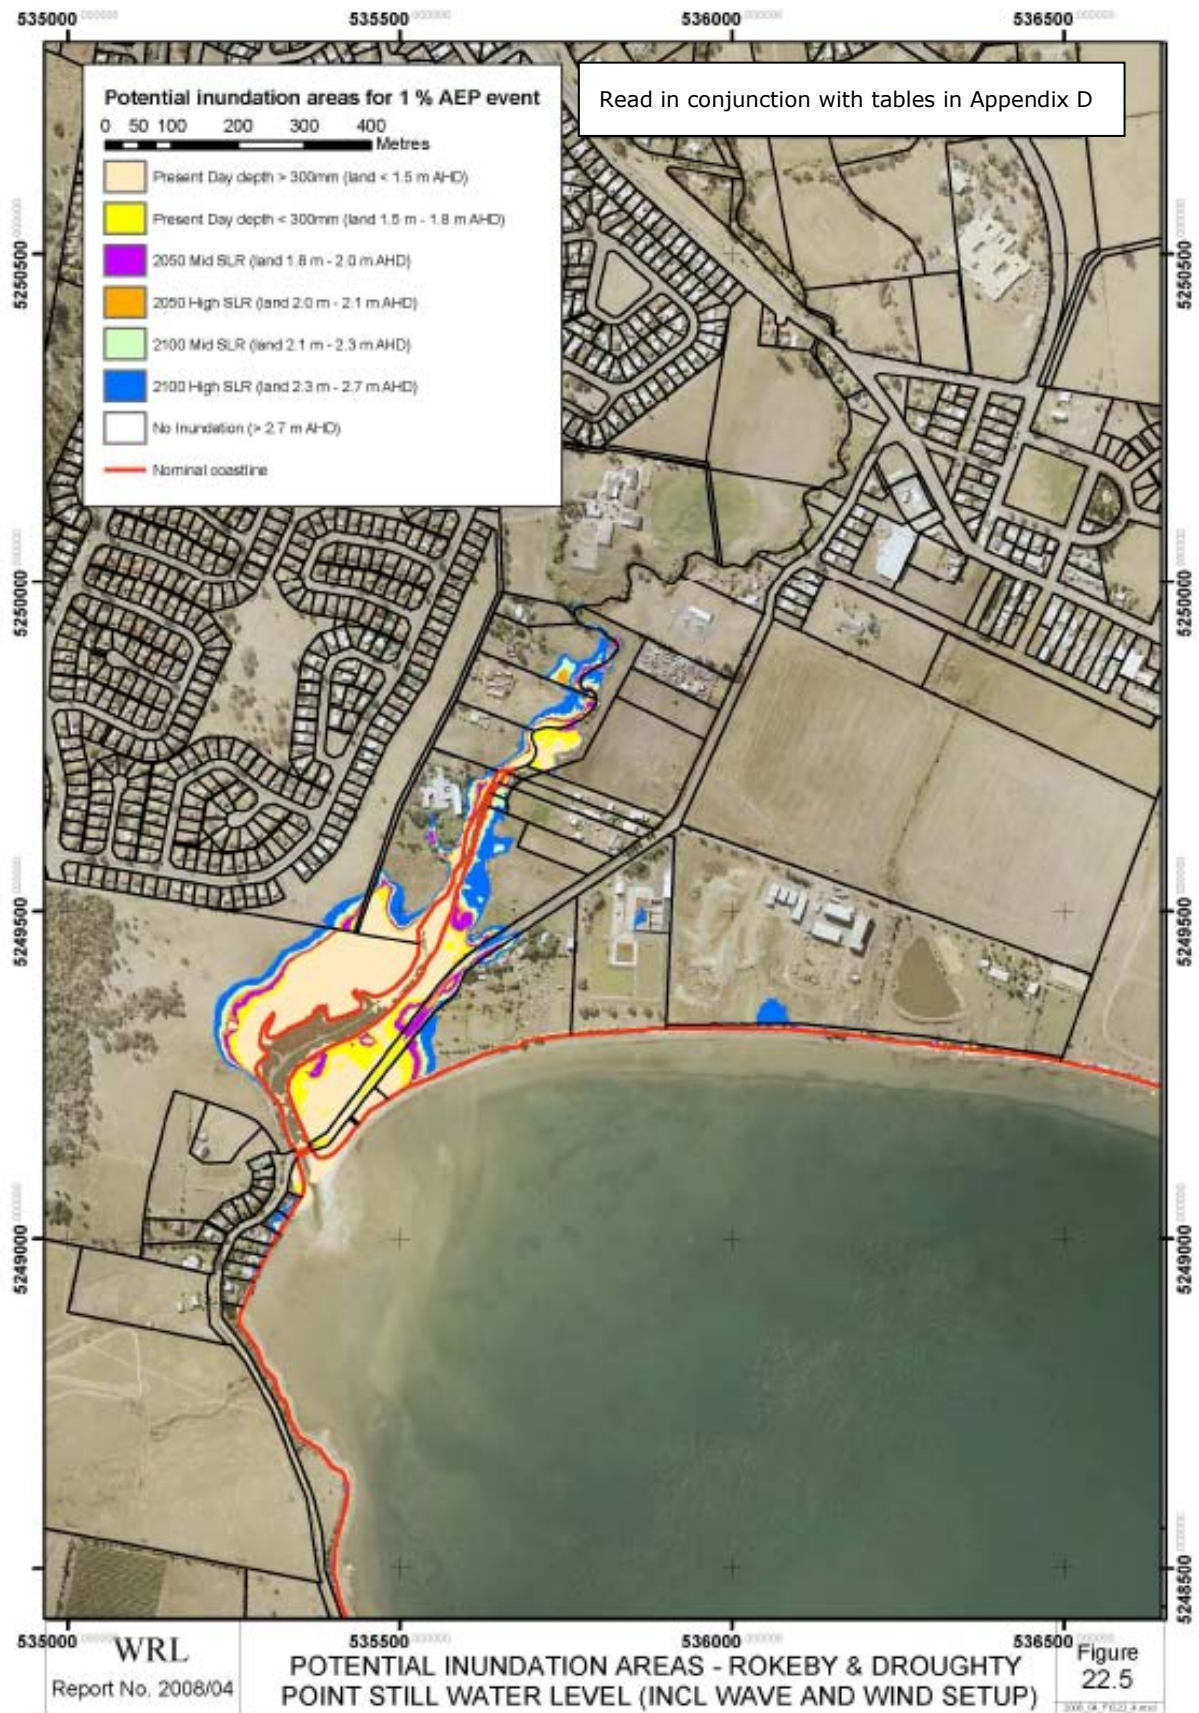 535000 535500 536000 536500
Potential inundation areas for 1 % AEP event
0 50 100 200 300 400
Metres
Present Day depth > 300mm (land < 1.5 m AHD)
Present Day depth < 300mm (land 1.5 m - 1.8 m AHD)
2050 Mid SLR (land 1.8 m - 2.0 m AHD)
2050 High SLR (land 2.0 m - 2.1 m AHD)
2100 Mid SLR (land 2.1 m - 2.3 m AHD)
2100 High SLR (land 2.3 m - 2.7 m AHD)
No Inundation (> 2.7 m AHD)
Nominal coastline
Read in conjunction with tables in Appendix D
5250500 5250500
5250000 5250000
5249500 5249500
5249000 5249000
5248500
535000 535500 536000 536500
WRL
Report No. 2008/04
POTENTIAL INUNDATION AREAS - ROKEBY & DROUGHTY
POINT STILL WATER LEVEL (INCL WAVE AND WIND SETUP)
Figure
22.5